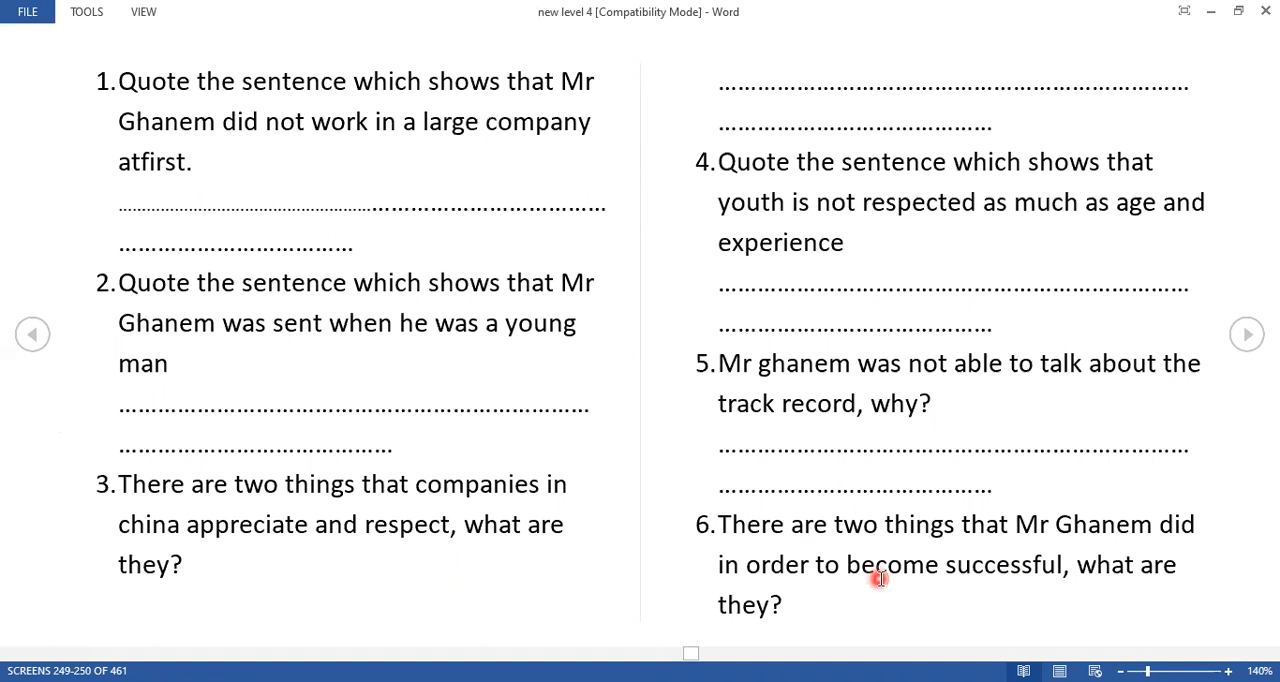 FILE TOOLS VIEW new level 4 [Compatibility Mode] - Word
1. Quote the sentence which shows that Mr
Ghanem did not work in a large company
atfirst.
……………………………………………………………………………
………………………………
2. Quote the sentence which shows that Mr
Ghanem was sent when he was a young
man
………………………………………………………………
……………………………………
3. There are two things that companies in
china appreciate and respect, what are
they?
………………………………………………………………
……………………………………
4. Quote the sentence which shows that
youth is not respected as much as age and
experience
………………………………………………………………
……………………………………
5. Mr ghanem was not able to talk about the
track record, why?
………………………………………………………………
……………………………………
6. There are two things that Mr Ghanem did
in order to become successful, what are
they?
SCREENS 249-250 OF 461 140%